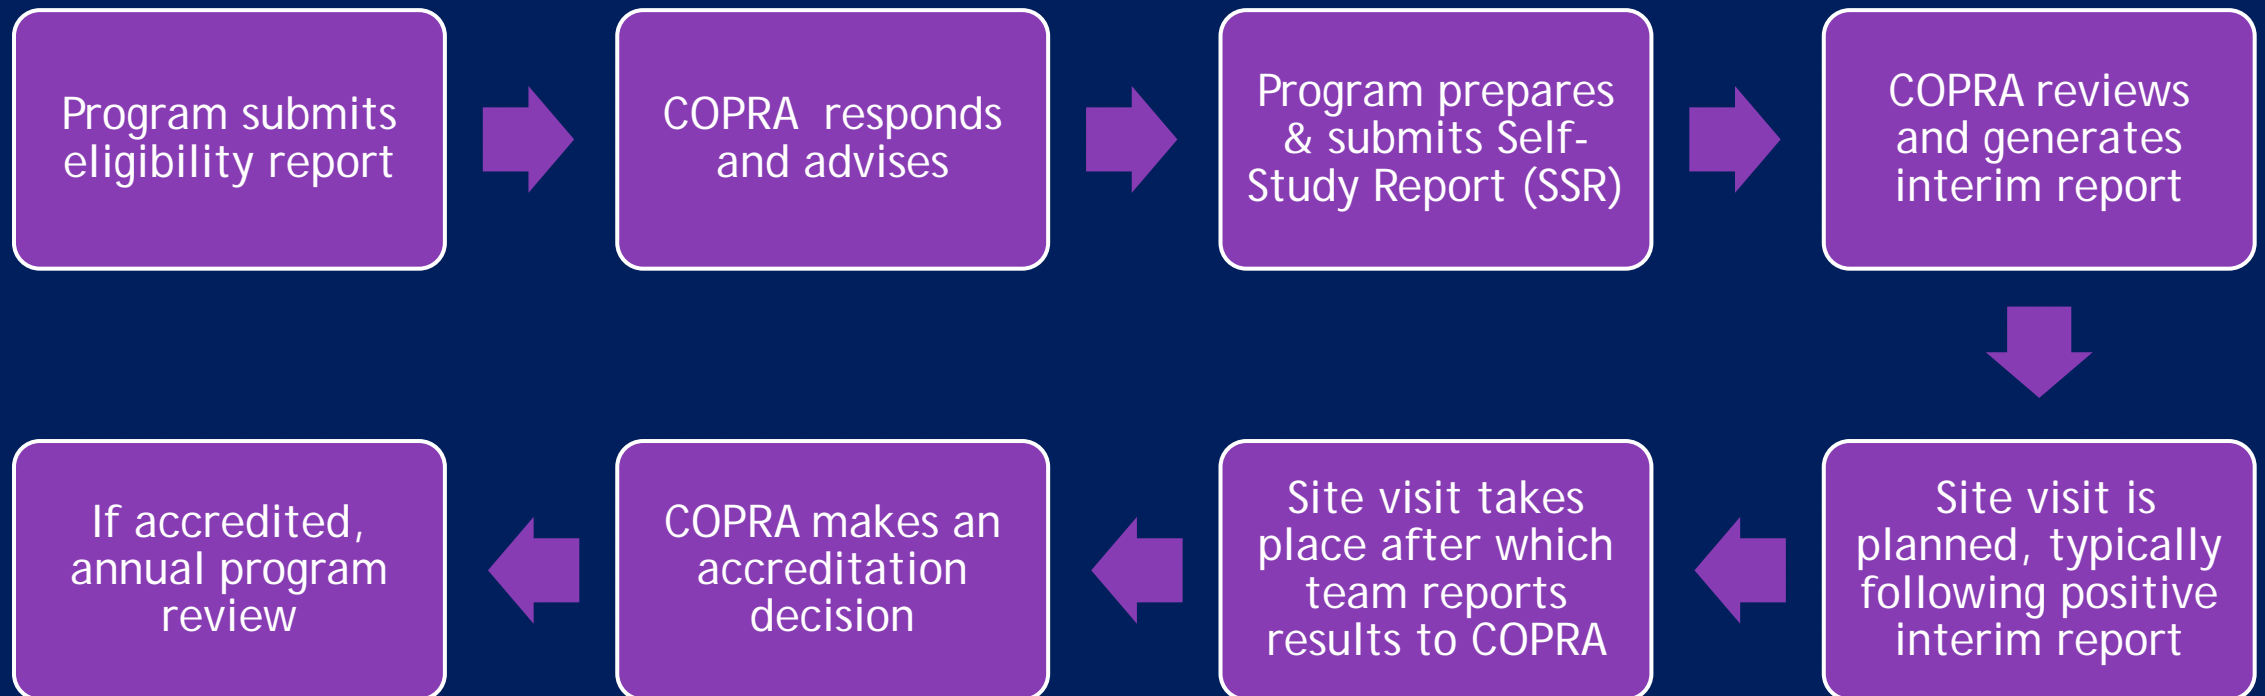 Program submits
eligibility report
COPRA responds
and advises
Program prepares
& submits Self-
Study Report (SSR)
COPRA reviews
and generates
interim report
Site visit is
planned, typically
following positive
interim report
Site visit takes
place after which
team reports
results to COPRA
COPRA makes an
accreditation
decision
If accredited,
annual program
review